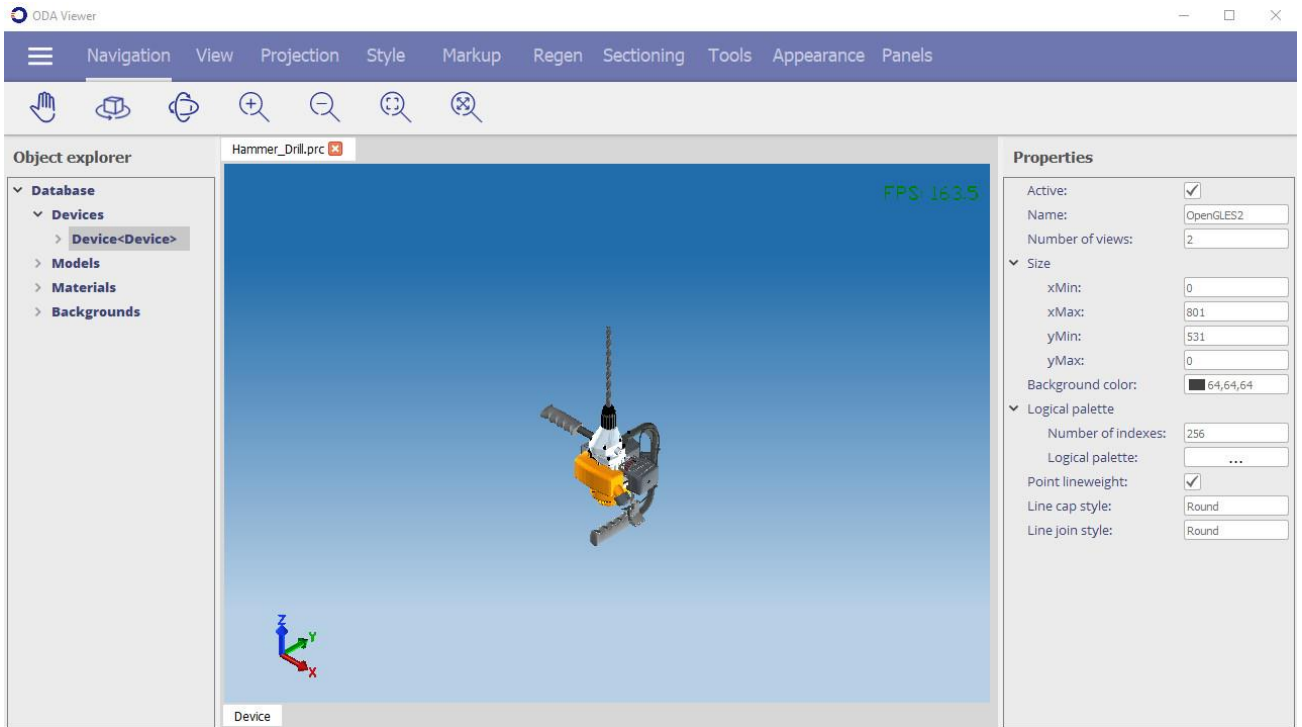 ODA Viewer
Navigation View Projection Style Markup Regen Sectioning Tools Appearance Panels
Object explorer
Database
Devices
Device<Device>
Models
Materials
Backgrounds
Hammer_Drill.prc
FPS: 163.5
Z
Y
X
Device
Properties
Active:
Name: OpenGLES2
Number of views: 2
Size
xMin: 0
xMax: 801
yMin: 531
yMax: 0
Background color: 64,64,64
Logical palette
Number of indexes: 256
Logical palette: ...
Point lineweight:
Line cap style: Round
Line join style: Round